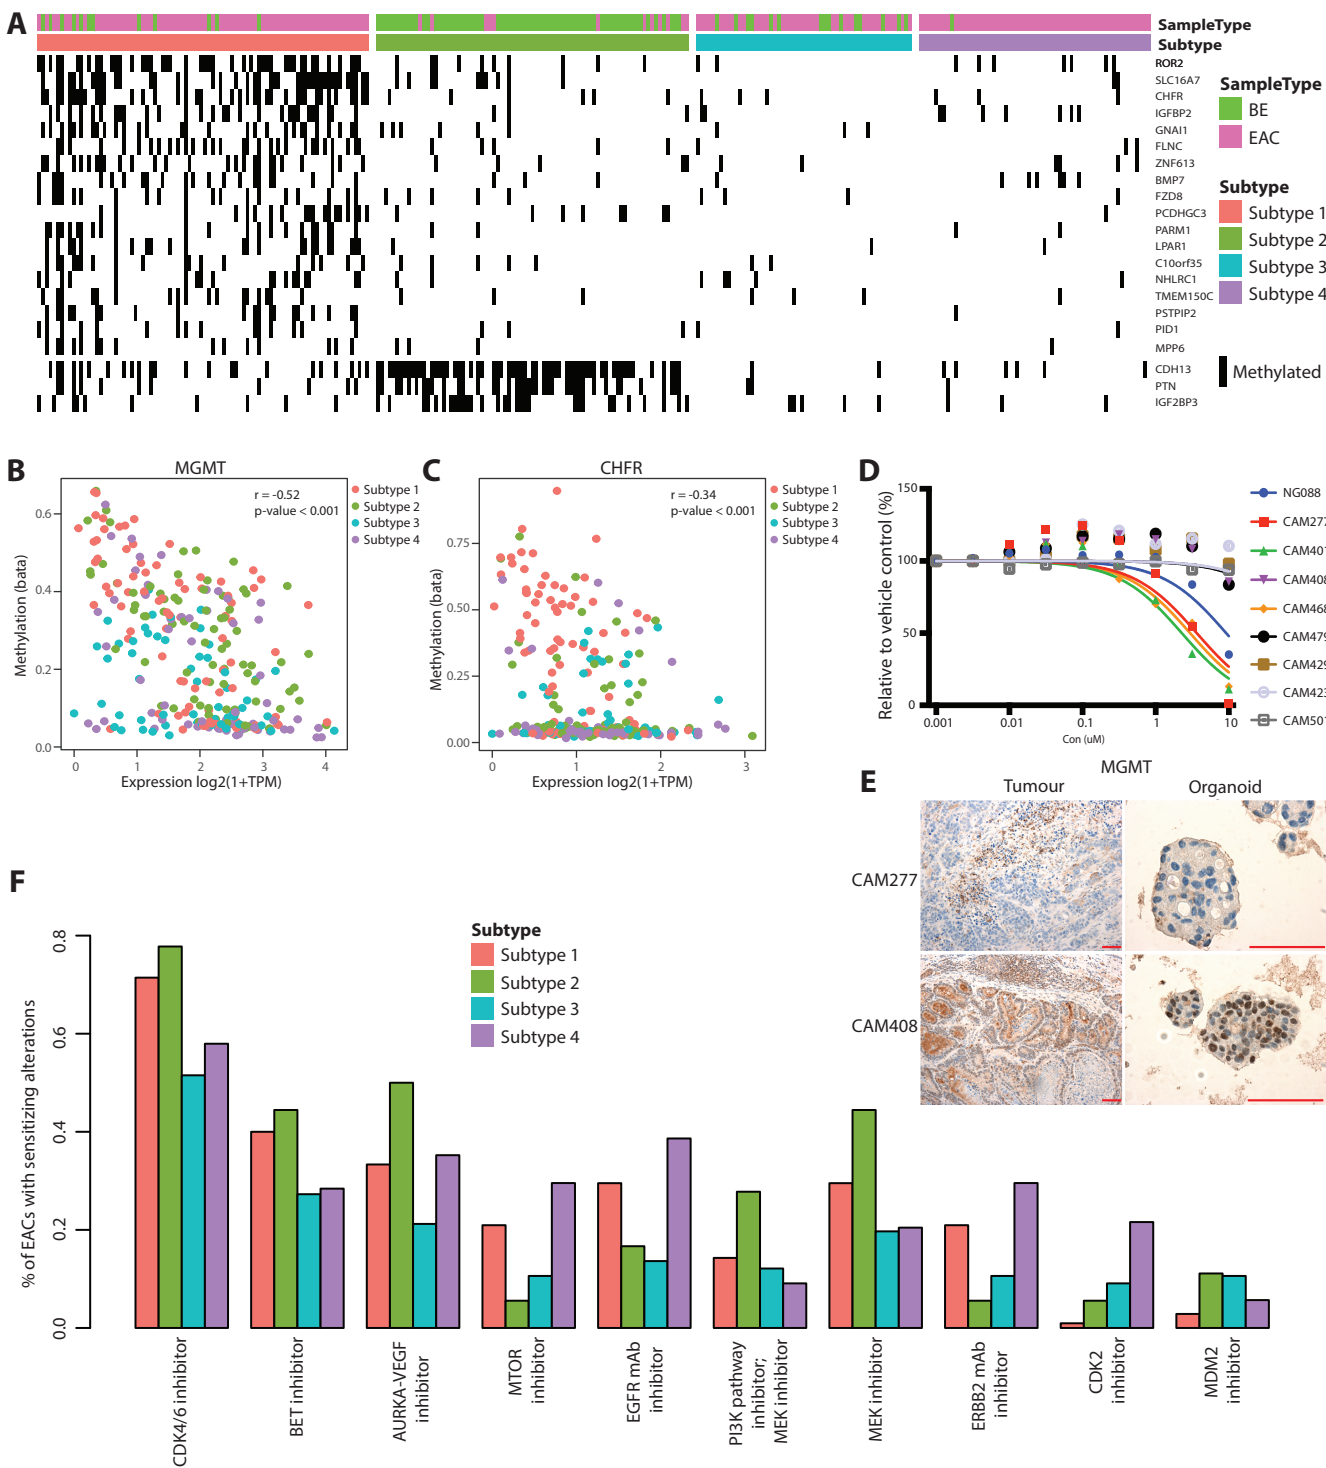 A
SampleType
Subtype
ROR2
SLC16A7
CHFR
IGFBP2
GNAI1
FLNC
ZNF613
BMP7
FZD8
PCDHGC3
PARM1
LPAR1
C10orf35
NHLRC1
TMEM150C
PSTPIP2
PID1
MPP6
CDH13
PTN
IGF2BP3
SampleType
BE
EAC
Subtype
Subtype 1
Subtype 2
Subtype 3
Subtype 4
Methylated
B
MGMT
r = -0.52
p-value < 0.001
Subtype 1
Subtype 2
Subtype 3
Subtype 4
Methylation (bata)
0.6
0.4
0.2
0.0
0
1
2
3
4
Expression log2(1+TPM)
C
CHFR
r = -0.34
p-value < 0.001
Subtype 1
Subtype 2
Subtype 3
Subtype 4
Methylation (bata)
0.75
0.50
0.25
0.00
0
1
2
3
Expression log2(1+TPM)
D
Relative to vehicle control (%)
150
100
50
0
0.001
0.01
0.1
1
10
Con (uM)
NG088
CAM277
CAM401
CAM408
CAM468
CAM479
CAM429
CAM423
CAM501
E
MGMT
Tumour
Organoid
CAM277
CAM408
F
% of EACs with sensitizing alterations
0.8
0.6
0.4
0.2
0.0
Subtype
Subtype 1
Subtype 2
Subtype 3
Subtype 4
CDK4/6 inhibitor
BET inhibitor
AURKA-VEGF
inhibitor
MTOR
inhibitor
EGFR mAb
inhibitor
PI3K pathway
inhibitor;
MEK inhibitor
MEK inhibitor
ERBB2 mAb
inhibitor
CDK2
inhibitor
MDM2
inhibitor